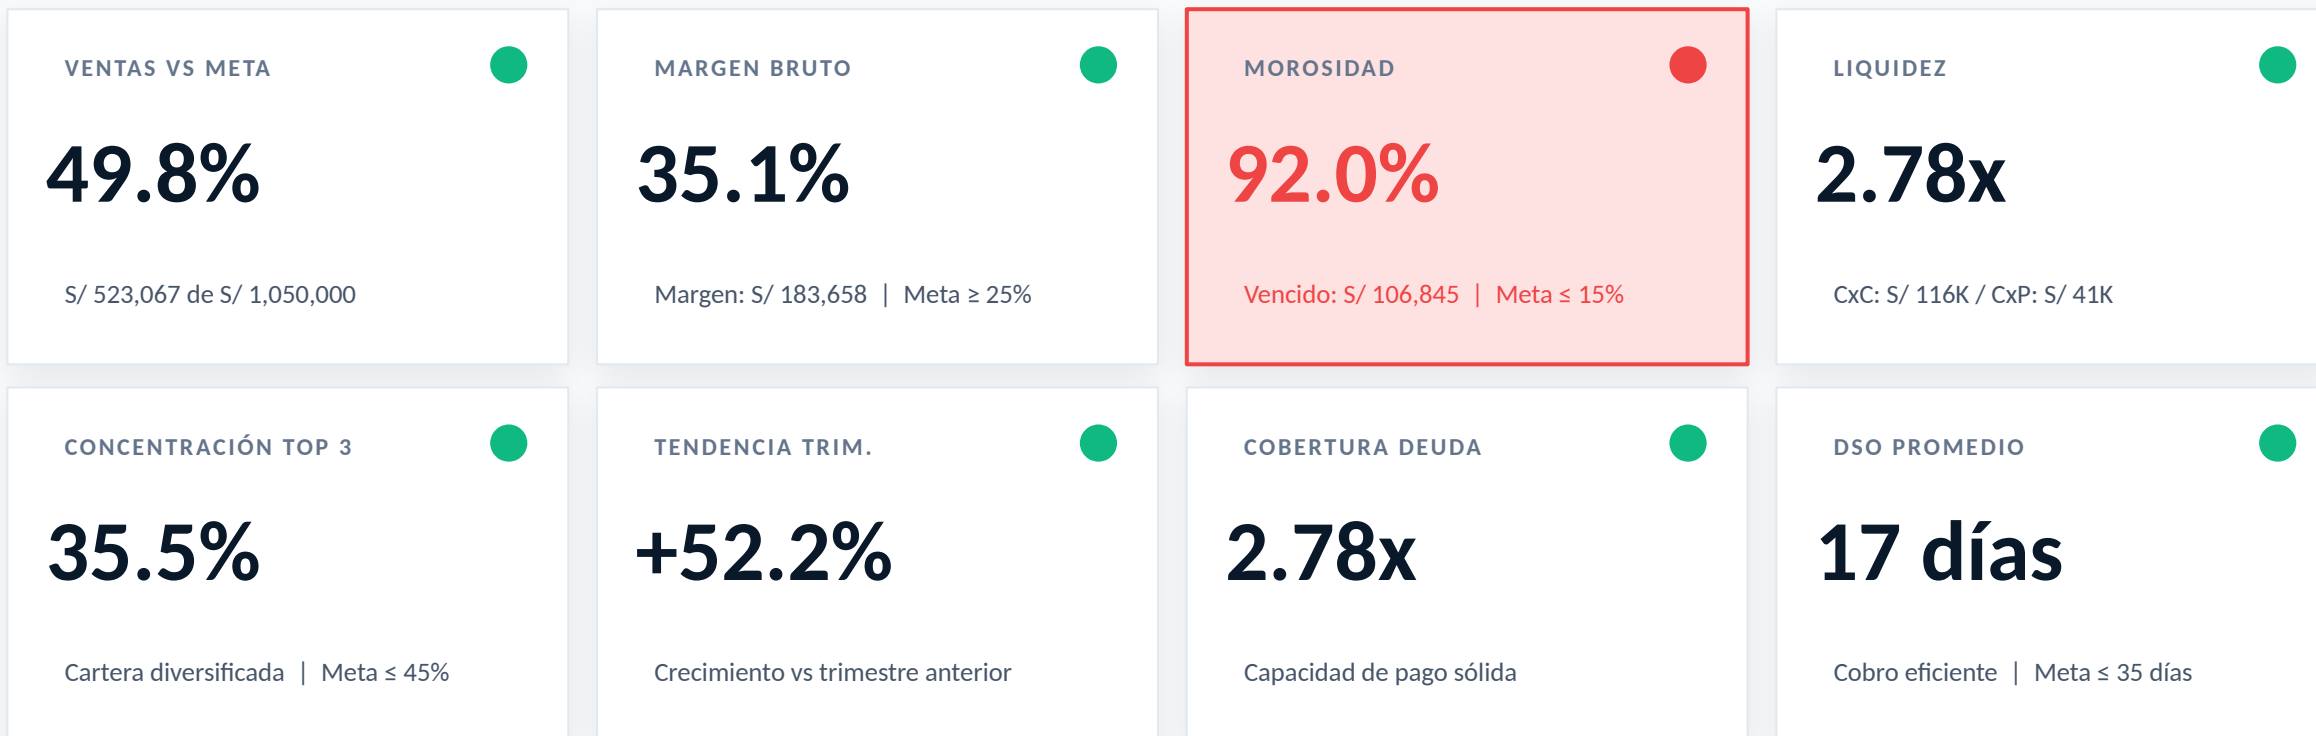 VENTAS VS META
49.8%
S/ 523,067 de S/ 1,050,000
MARGEN BRUTO
35.1%
Margen: S/ 183,658 | Meta ≥ 25%
MOROSIDAD
92.0%
Vencido: S/ 106,845 | Meta ≤ 15%
LIQUIDEZ
2.78x
CxC: S/ 116K / CxP: S/ 41K
CONCENTRACIÓN TOP 3
35.5%
Cartera diversificada | Meta ≤ 45%
TENDENCIA TRIM.
+52.2%
Crecimiento vs trimestre anterior
COBERTURA DEUDA
2.78x
Capacidad de pago sólida
DSO PROMEDIO
17 días
Cobro eficiente | Meta ≤ 35 días